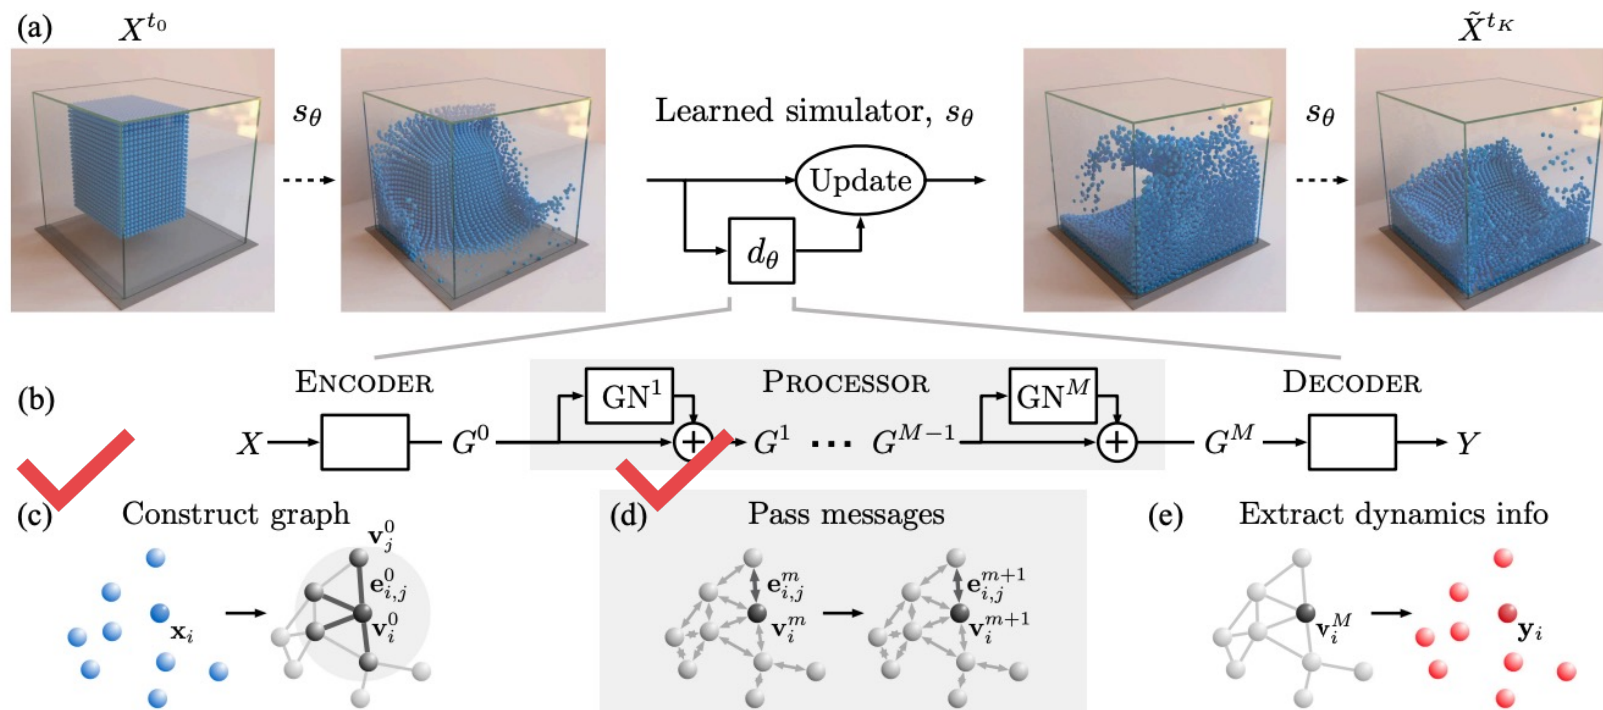 (a) X^{t_0} X̃^{t_K}
s_θ Learned simulator, s_θ s_θ
Update
d_θ
ENCODER PROCESSOR DECODER
GN^1 GN^M
(b) X G^0 + G^1 ... G^{M-1} + G^M Y
(c) Construct graph
v_j^0
e_{i,j}^0
x_i v_i^0
(d) Pass messages
e_{i,j}^m e_{i,j}^{m+1}
v_i^m v_i^{m+1}
(e) Extract dynamics info
v_i^M y_i